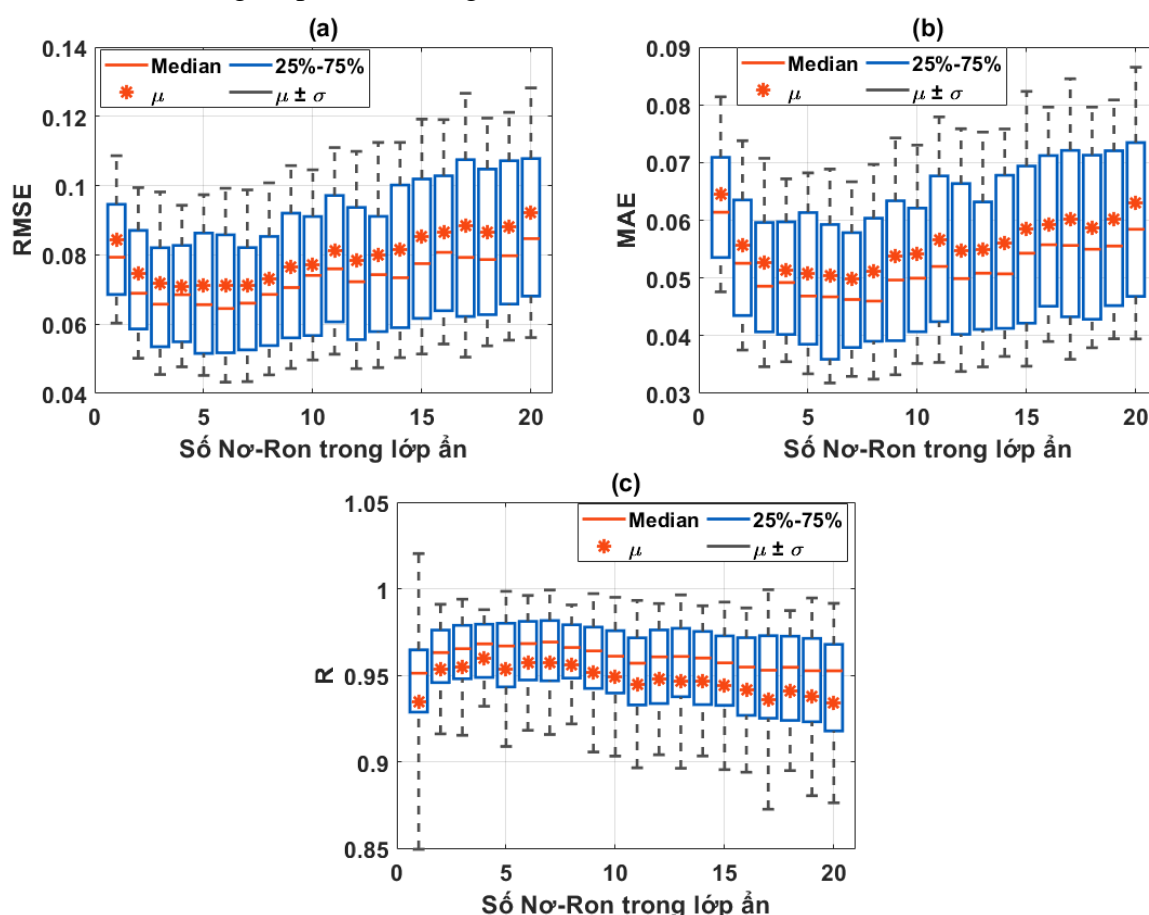 (a)
0.14
0.12
0.1
0.08
0.06
0.04
RMSE
Median 25%-75%
μ μ ± σ
0 5 10 15 20
Số Nơ-Ron trong lớp ẩn
(b)
0.09
0.08
0.07
0.06
0.05
0.04
0.03
MAE
Median 25%-75%
μ μ ± σ
0 5 10 15 20
Số Nơ-Ron trong lớp ẩn
(c)
1.05
1
0.95
0.9
0.85
R
Median 25%-75%
μ μ ± σ
0 5 10 15 20
Số Nơ-Ron trong lớp ẩn